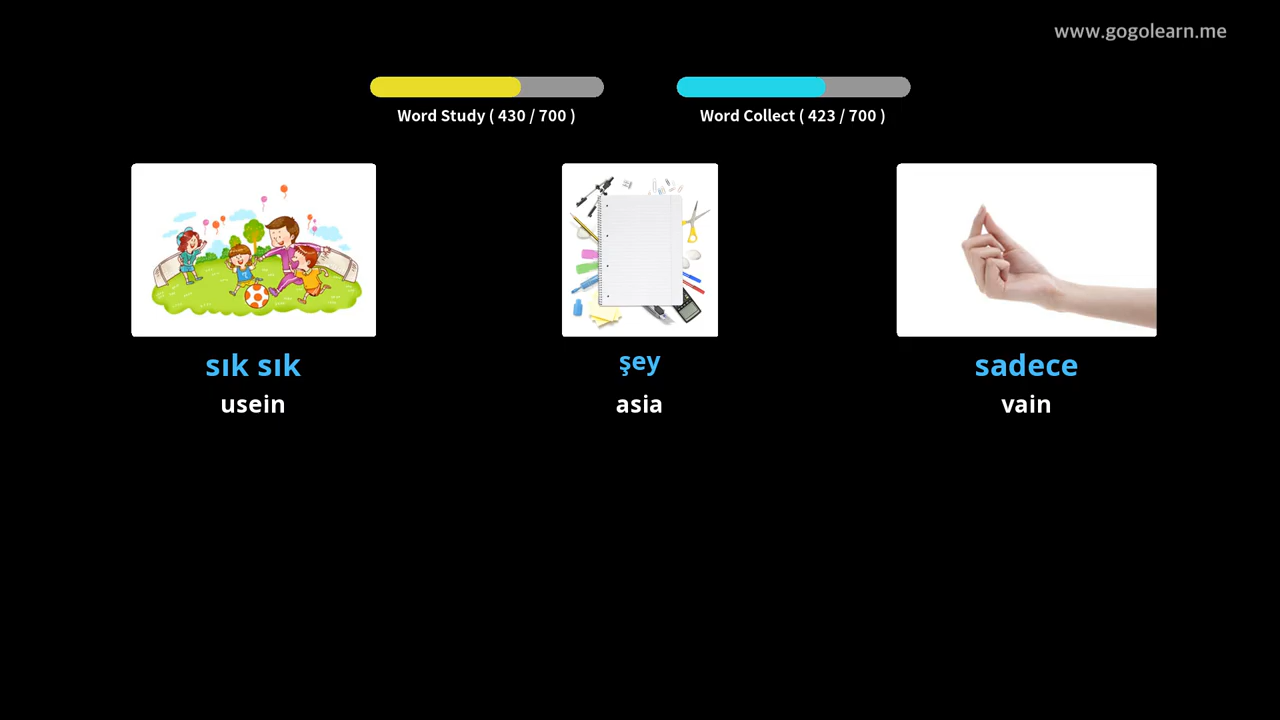 www.gogolearn.me
Word Study ( 430 / 700 )
Word Collect ( 423 / 700 )
sık sık
usein
şey
asia
sadece
vain